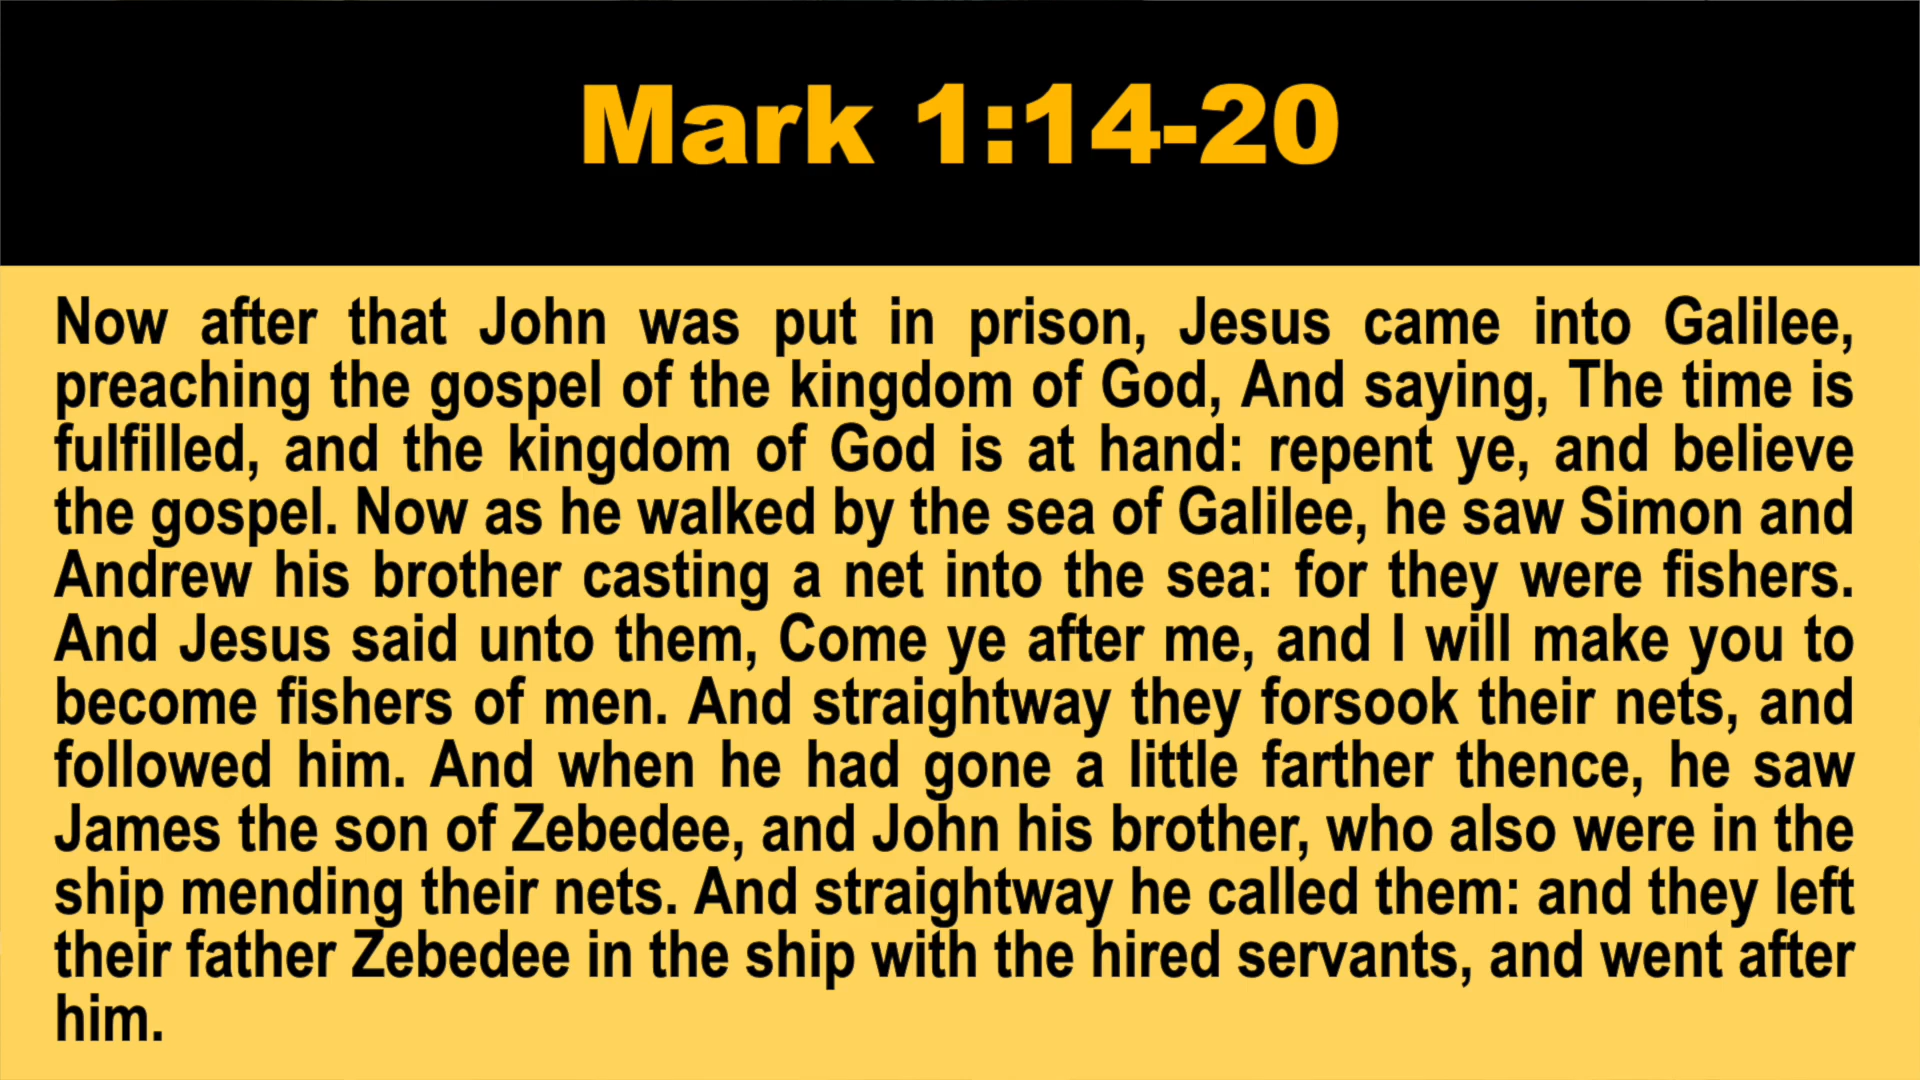 Mark 1:14-20
Now after that John was put in prison, Jesus came into Galilee,
preaching the gospel of the kingdom of God, And saying, The time is
fulfilled, and the kingdom of God is at hand: repent ye, and believe
the gospel. Now as he walked by the sea of Galilee, he saw Simon and
Andrew his brother casting a net into the sea: for they were fishers.
And Jesus said unto them, Come ye after me, and I will make you to
become fishers of men. And straightway they forsook their nets, and
followed him. And when he had gone a little farther thence, he saw
James the son of Zebedee, and John his brother, who also were in the
ship mending their nets. And straightway he called them: and they left
their father Zebedee in the ship with the hired servants, and went after
him.